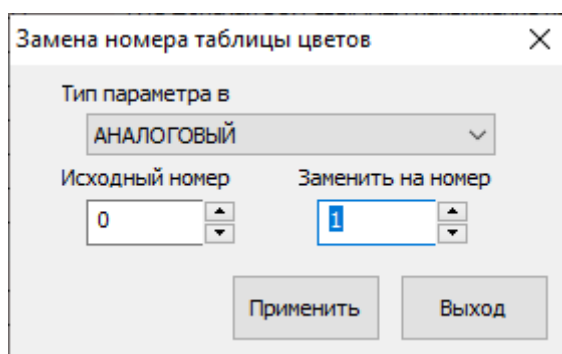 Замена номера таблицы цветов
Тип параметра в
АНАЛОГОВЫЙ
Исходный номер Заменить на номер
0 1
Применить Выход